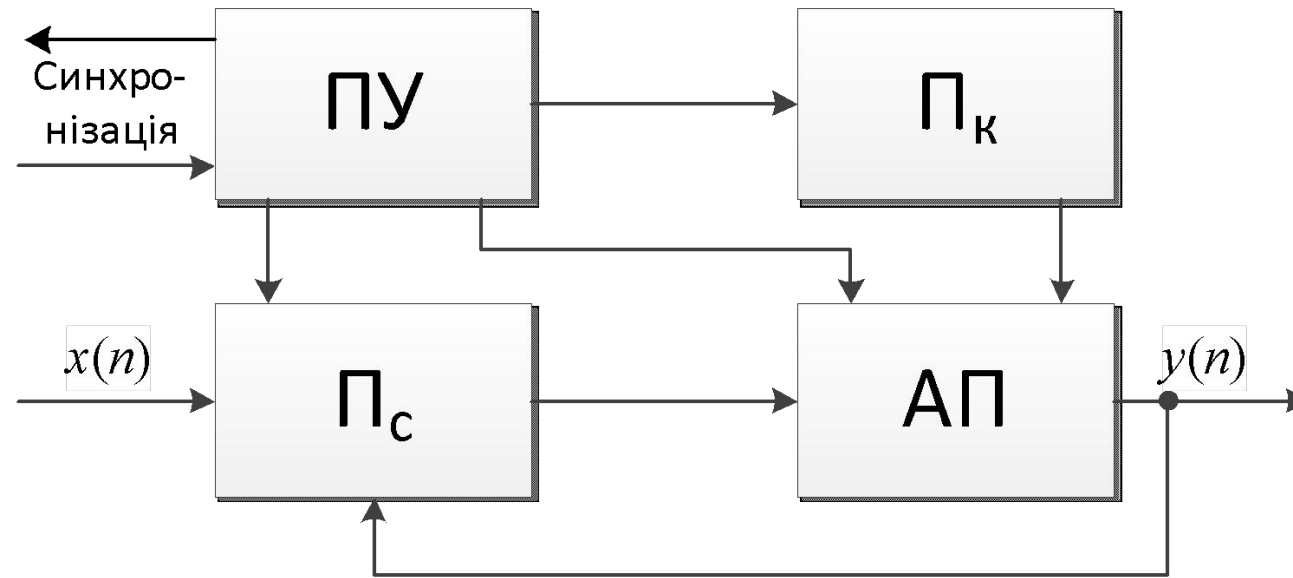 ПУ
Пк
Синхро-
нізація
x(n)
Пс
АП
y(n)